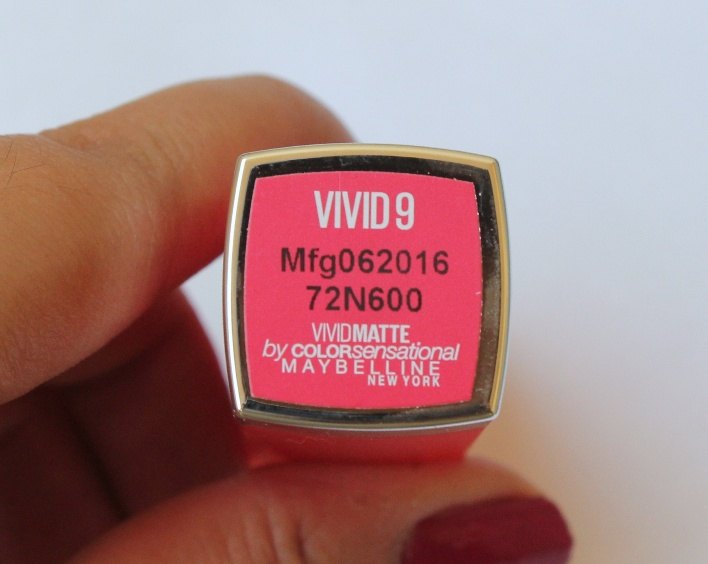 VIVID 9
Mfg062016
72N600
VIVIDMATTE
by COLORsensational
MAYBELLINE
NEW YORK